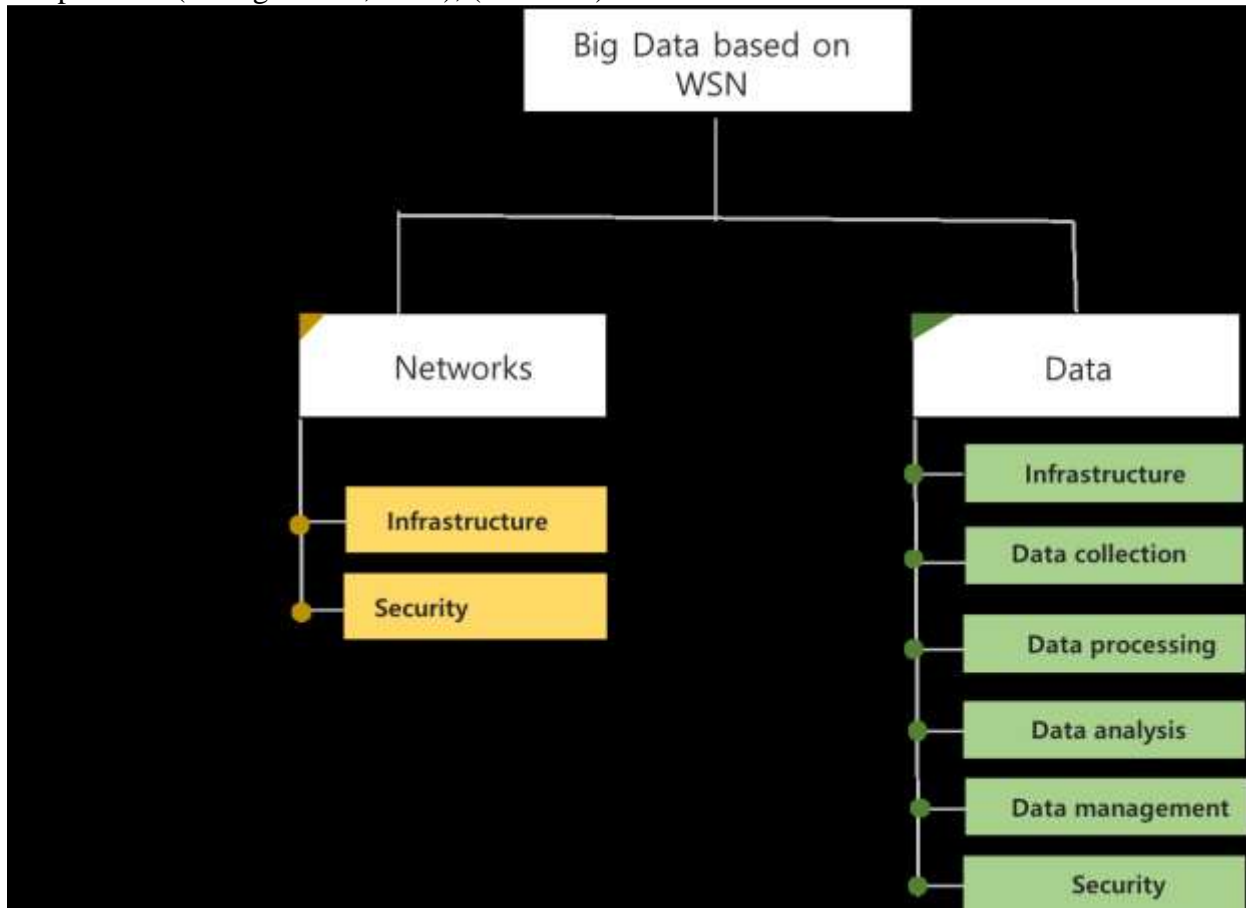 Big Data based on
WSN
Networks
Data
Infrastructure
Security
Infrastructure
Data collection
Data processing
Data analysis
Data management
Security